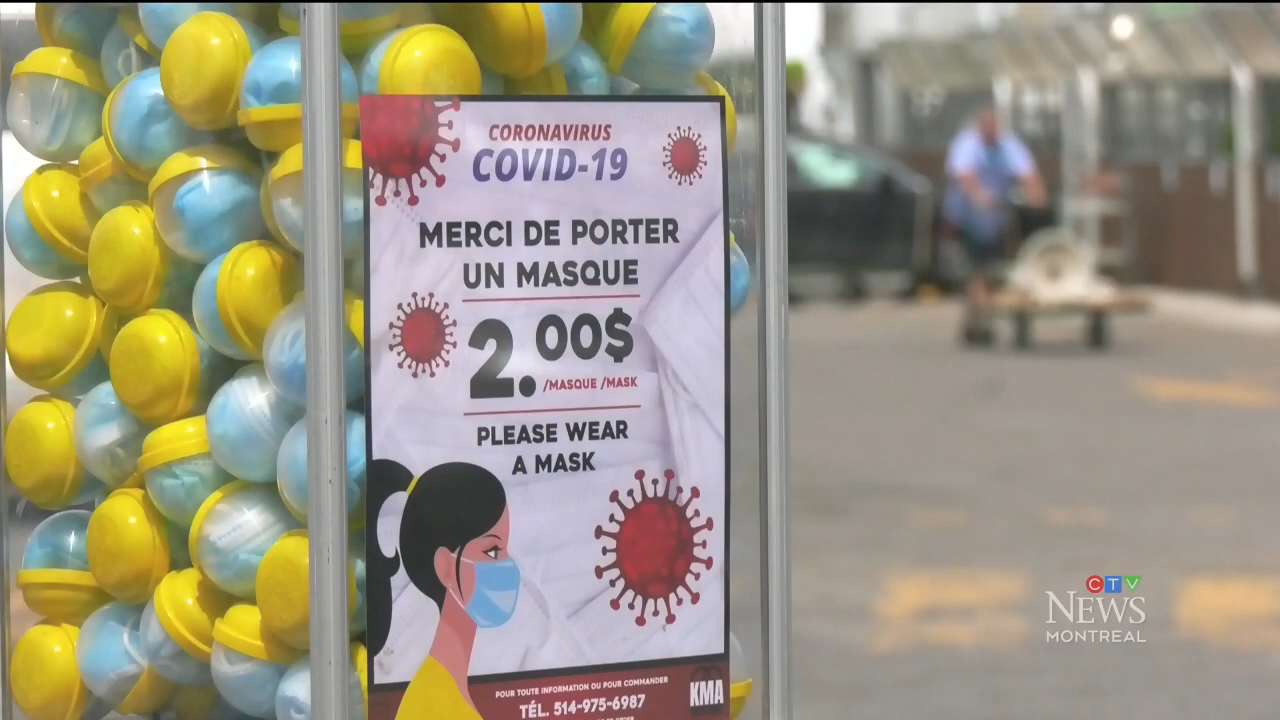 CORONAVIRUS
COVID-19
MERCI DE PORTER
UN MASQUE
2.00$
/MASQUE /MASK
PLEASE WEAR
A MASK
POUR TOUTE INFORMATION OU POUR COMMANDER
TÉL. 514-975-6987
KMA
CTV
NEWS
MONTREAL